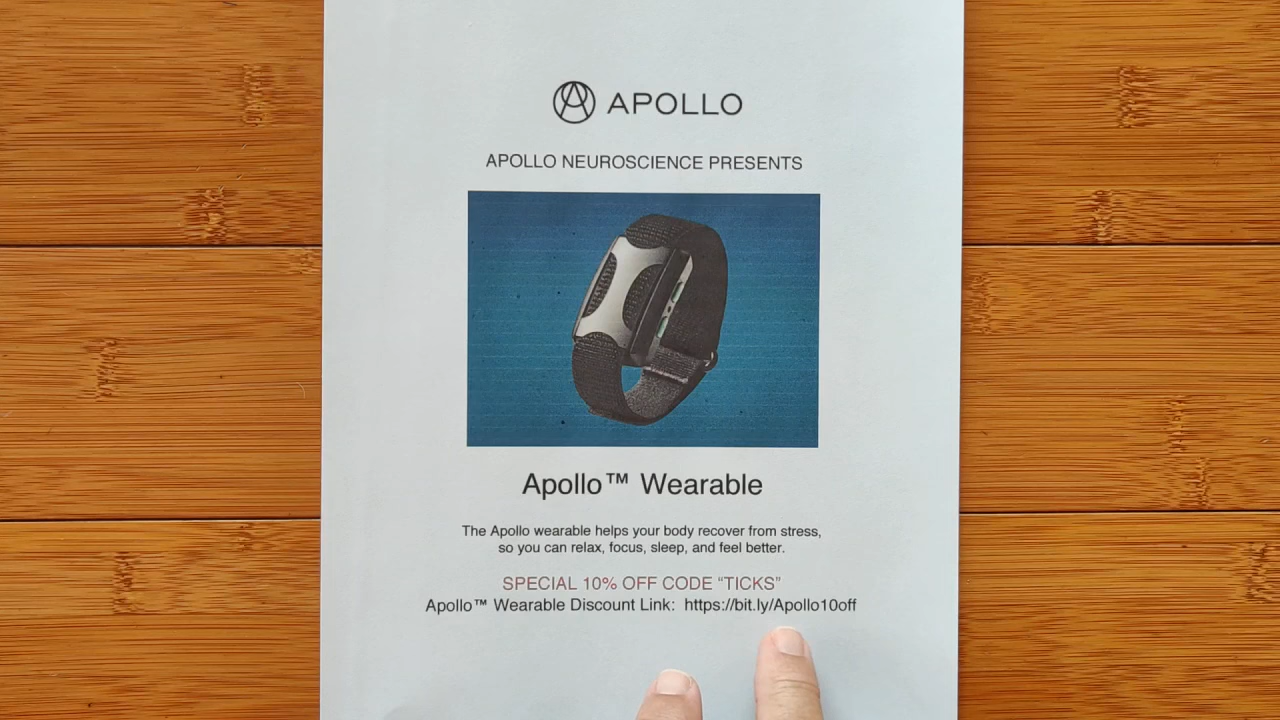 APOLLO
APOLLO NEUROSCIENCE PRESENTS
Apollo™ Wearable
The Apollo wearable helps your body recover from stress,
so you can relax, focus, sleep, and feel better.
SPECIAL 10% OFF CODE “TICKS”
Apollo™ Wearable Discount Link: https://bit.ly/Apollo10off